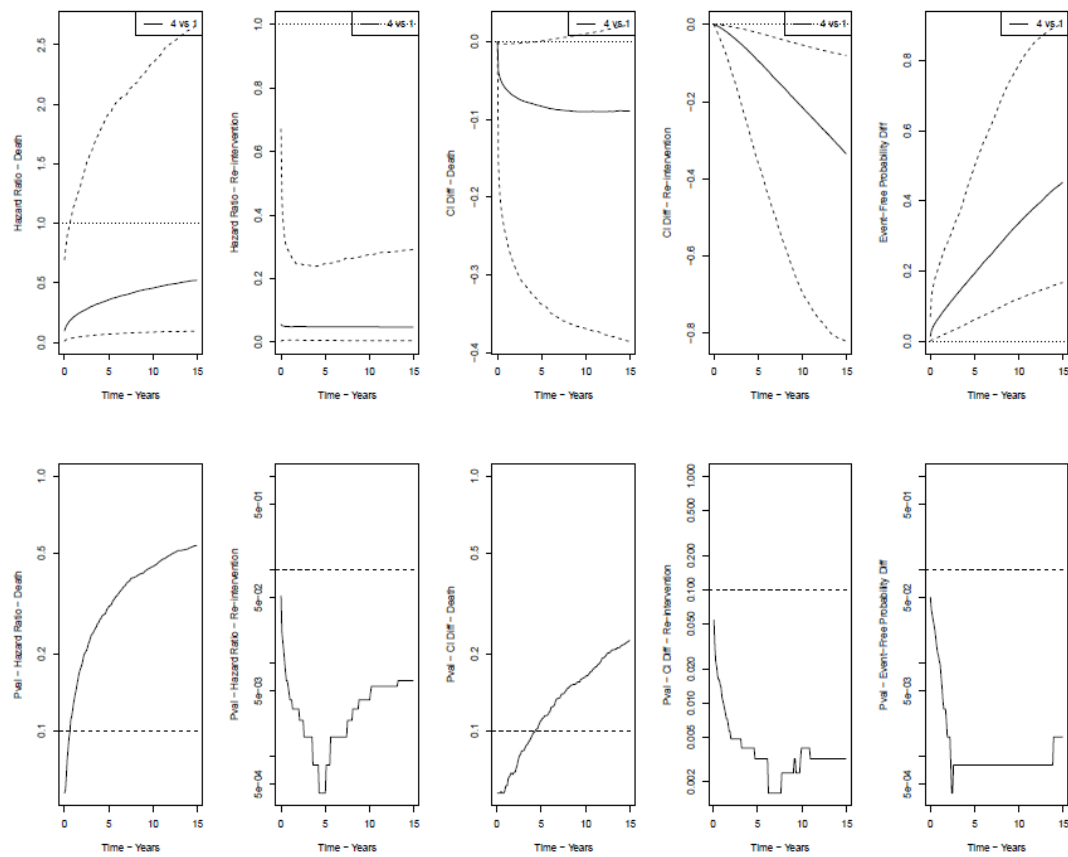 4 vs 1
Hazard Ratio - Death
0.0
0.5
1.0
1.5
2.0
2.5
0
5
10
15
Time - Years
4 vs 1
Hazard Ratio - Re-intervention
0.0
0.2
0.4
0.6
0.8
1.0
0
5
10
15
Time - Years
4 vs 1
CI Diff - Death
-0.4
-0.3
-0.2
-0.1
0.0
0
5
10
15
Time - Years
4 vs 1
CI Diff - Re-intervention
-0.8
-0.6
-0.4
-0.2
0.0
0
5
10
15
Time - Years
4 vs 1
Event-Free Probability Diff
0.0
0.2
0.4
0.6
0.8
0
5
10
15
Time - Years
Pval - Hazard Ratio - Death
0.1
0.2
0.5
1.0
0
5
10
15
Time - Years
Pval - Hazard Ratio - Re-intervention
5e-04
5e-03
5e-02
5e-01
0
5
10
15
Time - Years
Pval - CI Diff - Death
0.1
0.2
0.5
1.0
0
5
10
15
Time - Years
Pval - CI Diff - Re-intervention
0.002
0.005
0.010
0.020
0.050
0.100
0.200
0.500
1.000
0
5
10
15
Time - Years
Pval - Event-Free Probability Diff
5e-04
5e-03
5e-02
5e-01
0
5
10
15
Time - Years